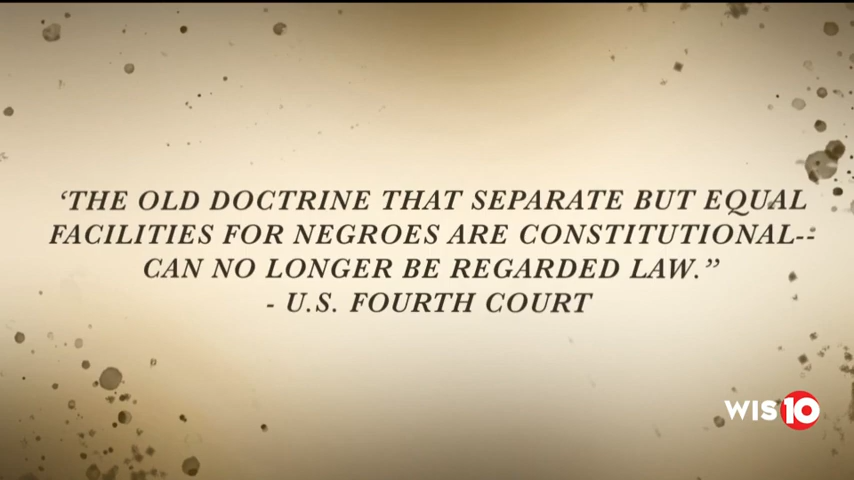 ‘THE OLD DOCTRINE THAT SEPARATE BUT EQUAL
FACILITIES FOR NEGROES ARE CONSTITUTIONAL--
CAN NO LONGER BE REGARDED LAW.”
- U.S. FOURTH COURT
WIS10